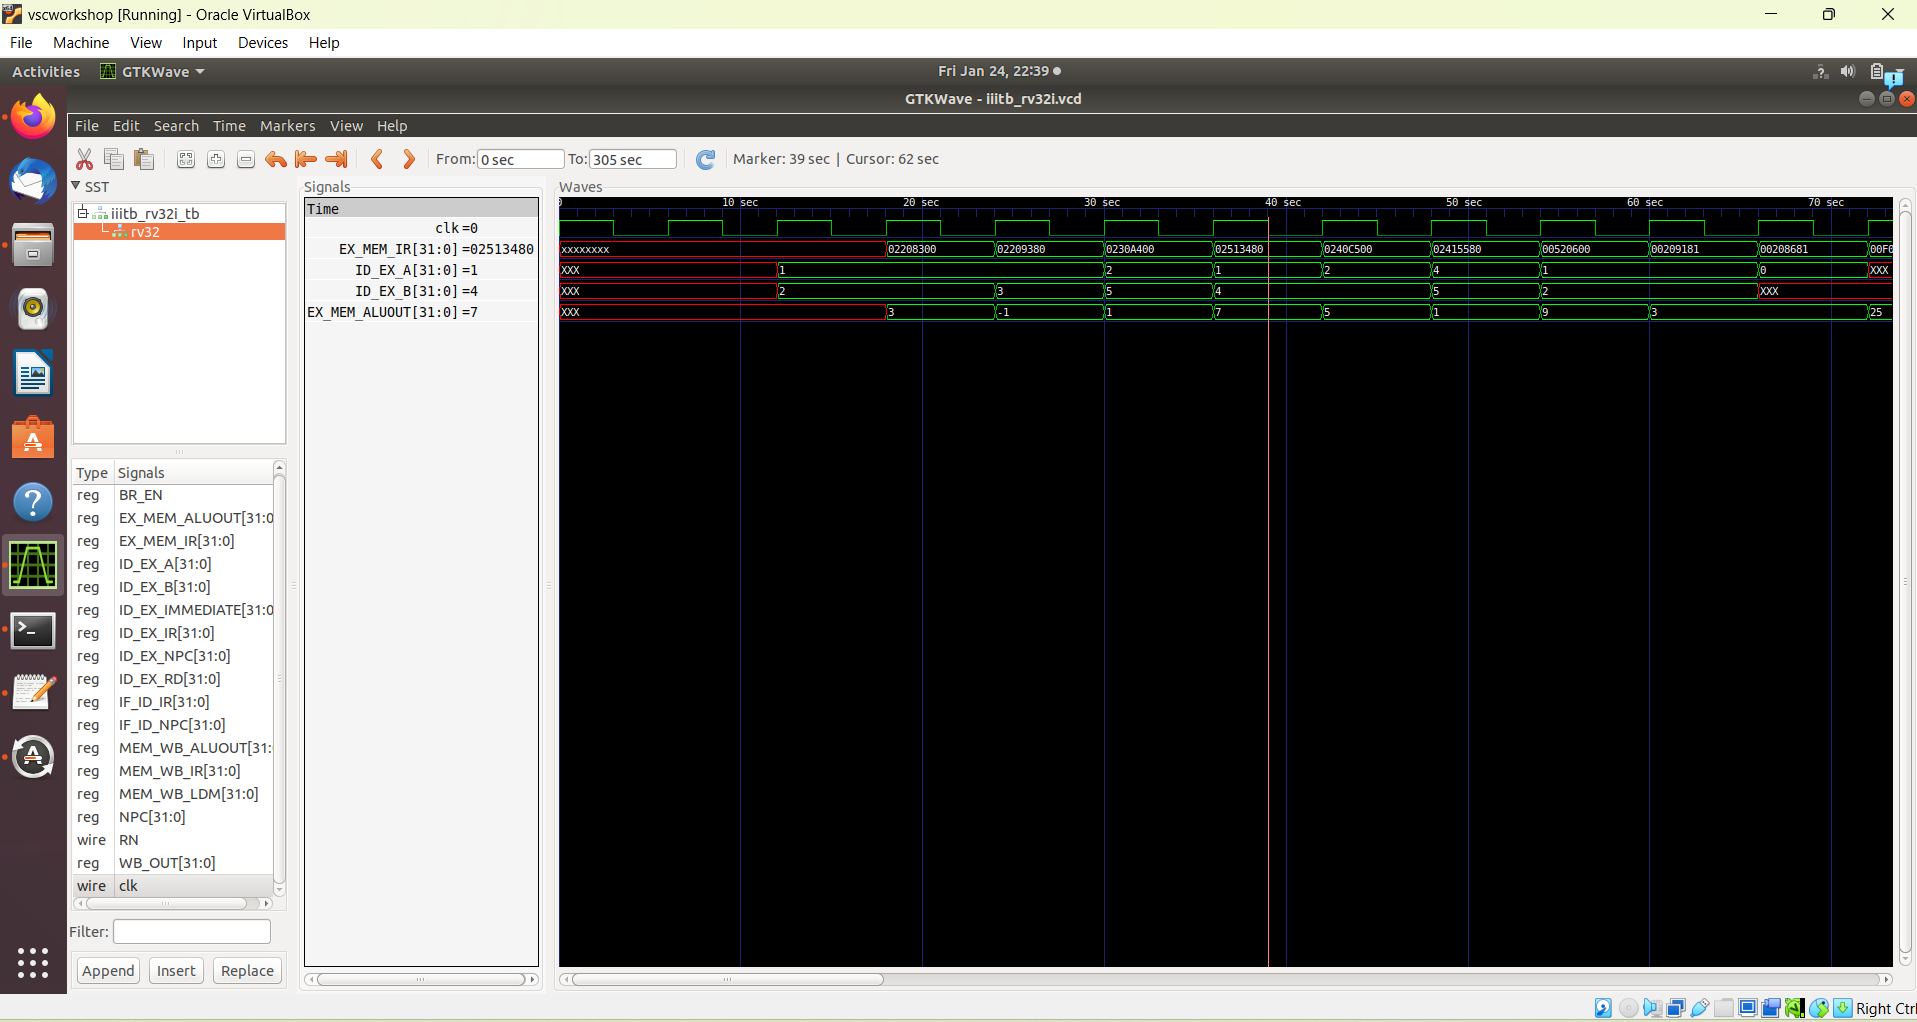 vscworkshop [Running] - Oracle VirtualBox
File Machine View Input Devices Help
Activities GTKWave Fri Jan 24, 22:39
GTKWave - iiitb_rv32i.vcd
File Edit Search Time Markers View Help
From: 0 sec To: 305 sec Marker: 39 sec | Cursor: 62 sec
SST
iiitb_rv32i_tb
rv32
Type Signals
reg BR_EN
reg EX_MEM_ALUOUT[31:0
reg EX_MEM_IR[31:0]
reg ID_EX_A[31:0]
reg ID_EX_B[31:0]
reg ID_EX_IMMEDIATE[31:0
reg ID_EX_IR[31:0]
reg ID_EX_NPC[31:0]
reg ID_EX_RD[31:0]
reg IF_ID_IR[31:0]
reg IF_ID_NPC[31:0]
reg MEM_WB_ALUOUT[31:
reg MEM_WB_IR[31:0]
reg MEM_WB_LDM[31:0]
reg NPC[31:0]
wire RN
reg WB_OUT[31:0]
wire clk
Filter:
Append Insert Replace
Signals
Time
clk=0
EX_MEM_IR[31:0]=02513480
ID_EX_A[31:0]=1
ID_EX_B[31:0]=4
EX_MEM_ALUOUT[31:0]=7
Waves
0 10 sec 20 sec 30 sec 40 sec 50 sec 60 sec 70 sec
xxxxxxxx 02208300 02209380 0230A400 02513480 0240C500 02415580 00520600 00209181 00208681 00F0
XXX 1 2 1 2 4 1 0 XXX
XXX 2 3 5 4 5 2 XXX
XXX 3 -1 1 7 5 1 9 3 25
Right Ctrl